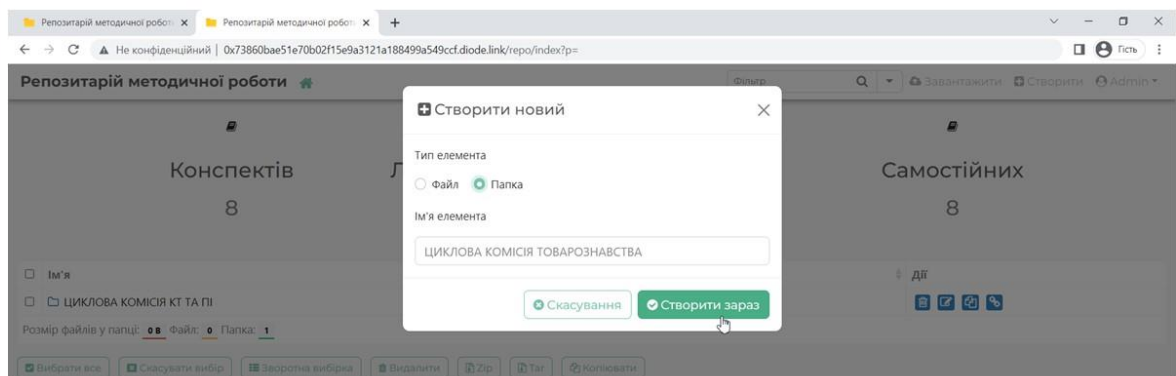 Репозитарій методичної робот
Репозитарій методичної робот
Не конфіденційний | 0x73860bae51e70b02f15e9a3121a188499a549ccf.diode.link/repo/index?p=
Гість
Репозитарій методичної роботи
Фільтр
Завантажити
Створити
Admin
Створити новий
Тип елемента
Файл
Папка
Ім'я елемента
ЦИКЛОВА КОМІСІЯ ТОВАРОЗНАВСТВА
Скасування
Створити зараз
Конспектів
Л
Самостійних
8
8
Ім'я
Дії
ЦИКЛОВА КОМІСІЯ КТ ТА ПІ
Розмір файлів у папці: 0 B Файл: 0 Папка: 1
Вибрати все
Скасувати вибір
Зворотна вибірка
Видалити
Zip
Tar
Копіювати